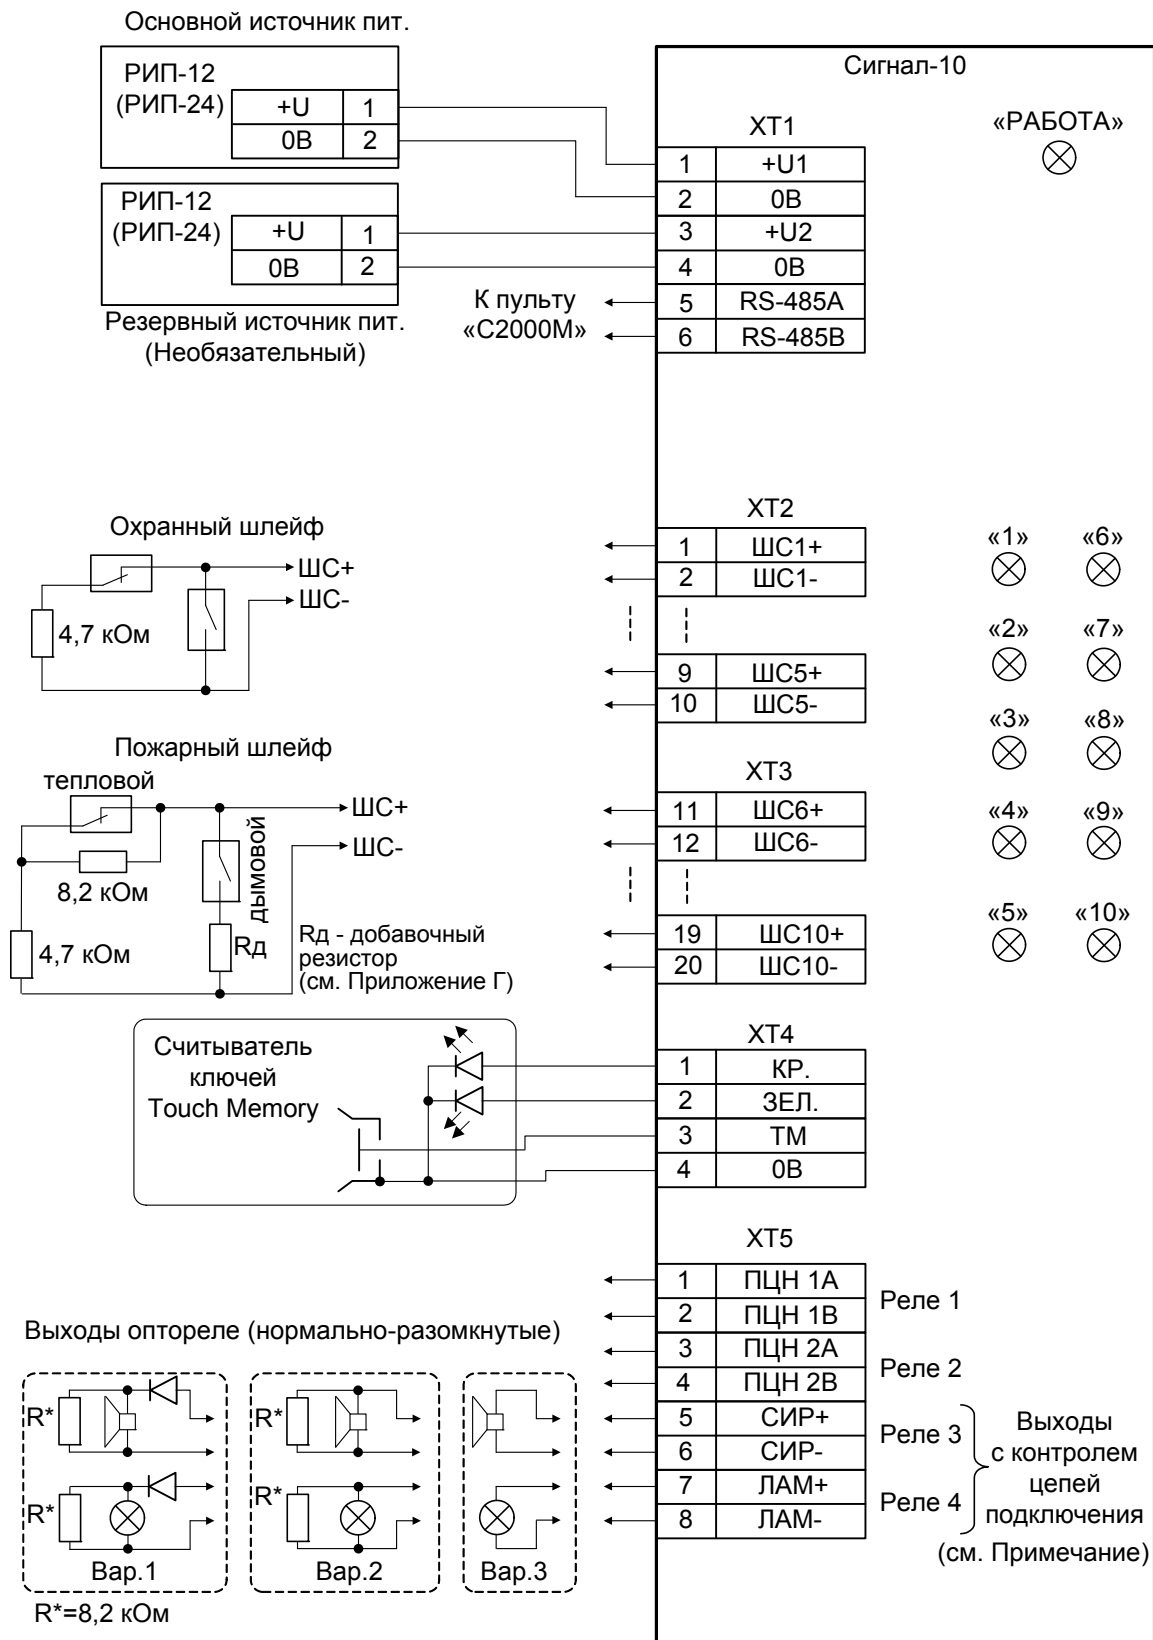 Основной источник пит.
РИП-12
(РИП-24)
+U 1
0В 2
РИП-12
(РИП-24)
+U 1
0В 2
Резервный источник пит.
(Необязательный)
К пульту
«С2000М»
Сигнал-10
«РАБОТА»
XT1
1 +U1
2 0В
3 +U2
4 0В
5 RS-485A
6 RS-485B
Охранный шлейф
ШС+
ШС-
4,7 кОм
XT2
1 ШС1+
2 ШС1-
9 ШС5+
10 ШС5-
«1» «6»
«2» «7»
«3» «8»
«4» «9»
«5» «10»
Пожарный шлейф
тепловой
ШС+
ШС-
дымовой
8,2 кОм
4,7 кОм
Rд
Rд - добавочный
резистор
(см. Приложение Г)
XT3
11 ШС6+
12 ШС6-
19 ШС10+
20 ШС10-
Считыватель
ключей
Touch Memory
XT4
1 КР.
2 ЗЕЛ.
3 ТМ
4 0В
XT5
1 ПЦН 1А
2 ПЦН 1В
3 ПЦН 2А
4 ПЦН 2В
5 СИР+
6 СИР-
7 ЛАМ+
8 ЛАМ-
Реле 1
Реле 2
Реле 3
Реле 4
Выходы
с контролем
цепей
подключения
(см. Примечание)
Выходы оптореле (нормально-разомкнутые)
R*
R*
Вар.1
R*
R*
Вар.2
Вар.3
R*=8,2 кОм